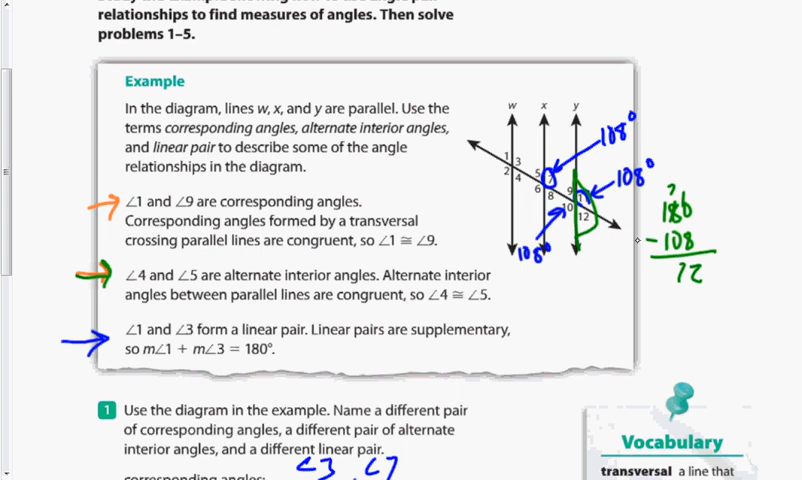 relationships to find measures of angles. Then solve
problems 1–5.
Example
In the diagram, lines w, x, and y are parallel. Use the
terms corresponding angles, alternate interior angles,
and linear pair to describe some of the angle
relationships in the diagram.
∠1 and ∠9 are corresponding angles.
Corresponding angles formed by a transversal
crossing parallel lines are congruent, so ∠1 ≅ ∠9.
∠4 and ∠5 are alternate interior angles. Alternate interior
angles between parallel lines are congruent, so ∠4 ≅ ∠5.
∠1 and ∠3 form a linear pair. Linear pairs are supplementary,
so m∠1 + m∠3 = 180°.
w x y
1 3
2 4
5 7
6 8
9
10 12
108°
108°
108°
180
- 108
72
1 Use the diagram in the example. Name a different pair
of corresponding angles, a different pair of alternate
interior angles, and a different linear pair.
corresponding angles:
∠3, ∠7
Vocabulary
transversal a line that